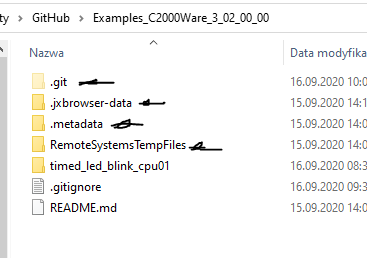 ty > GitHub > Examples_C2000Ware_3_02_00_00
Nazwa Data modyfika
.git 16.09.2020 10:0
.jxbrowser-data 15.09.2020 14:1
.metadata 15.09.2020 14:0
RemoteSystemsTempFiles 15.09.2020 14:0
timed_led_blink_cpu01 16.09.2020 08:3
.gitignore 16.09.2020 09:3
README.md 15.09.2020 14:0